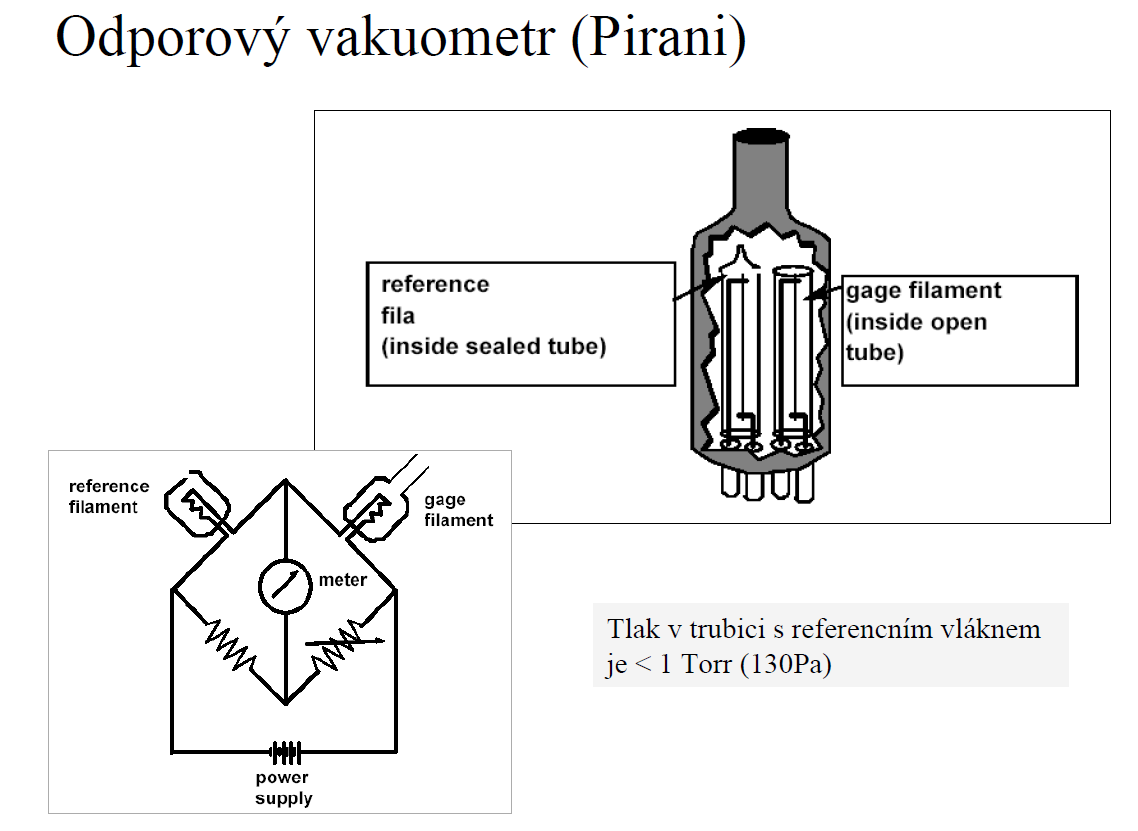 Odporový vakuometr (Pirani)
reference
fila
(inside sealed tube)
gage filament
(inside open
tube)
reference
filament
gage
filament
meter
power
supply
Tlak v trubici s referencním vláknem
je < 1 Torr (130Pa)